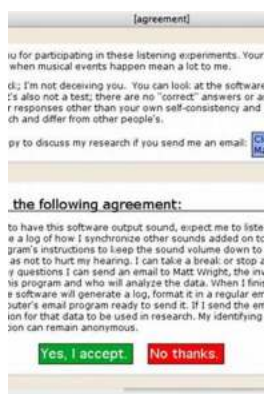 [agreement]
u for participating in these listening experiments. Your
when musical events happen mean a lot to me.
ck; I'm not deceiving you. You can look at the software
t's also not a test; there are no "correct" answers or a
r responses other than your own self-consistency and
ch and differ from other people's.
py to discuss my research if you send me an email:
the following agreement:
to have this software output sound, expect me to liste
e a log of how I synchronize other sounds added on to
gram's instructions to keep the sound volume down to
as not to hurt my hearing. I can take a break or stop a
y questions I can send an email to Matt Wright, the inv
his program and who will analyze the data. When I finis
e software will generate a log, format it in a regular em
puter's email program ready to send it. If I send the em
ion for that data to be used in research. My identifying
on can remain anonymous.
Yes, I accept. No thanks.